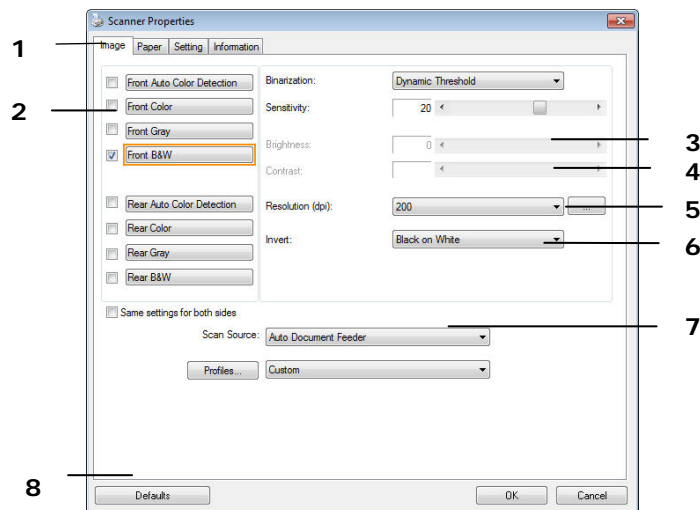 Scanner Properties
1 Image Paper Setting Information
Front Auto Color Detection Binarization: Dynamic Threshold
2 Front Color Sensitivity: 20
Front Gray
Brightness: 0 3
Front B&W
Contrast: 4
Rear Auto Color Detection Resolution (dpi): 200 ... 5
Rear Color
Invert: Black on White 6
Rear Gray
Rear B&W
Same settings for both sides
7
Scan Source: Auto Document Feeder
Profiles... Custom
8
Defaults OK Cancel